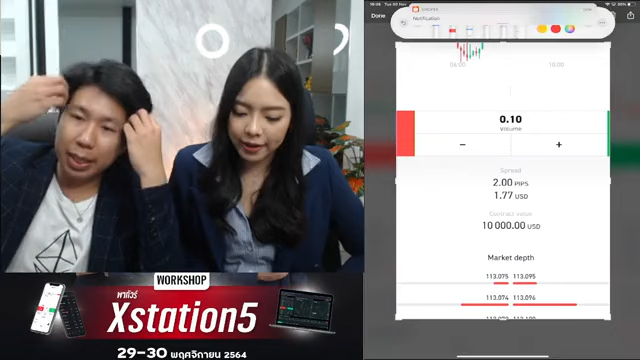 Done
Notification
06:00
10:00
0.10
Volume
−
+
Spread
2.00 PIPS
1.77 USD
Contract value
10 000.00 USD
Market depth
113.075 113.095
113.074 113.096
WORKSHOP
พาทัวร์
Xstation5
29-30 พฤศจิกายน 2564